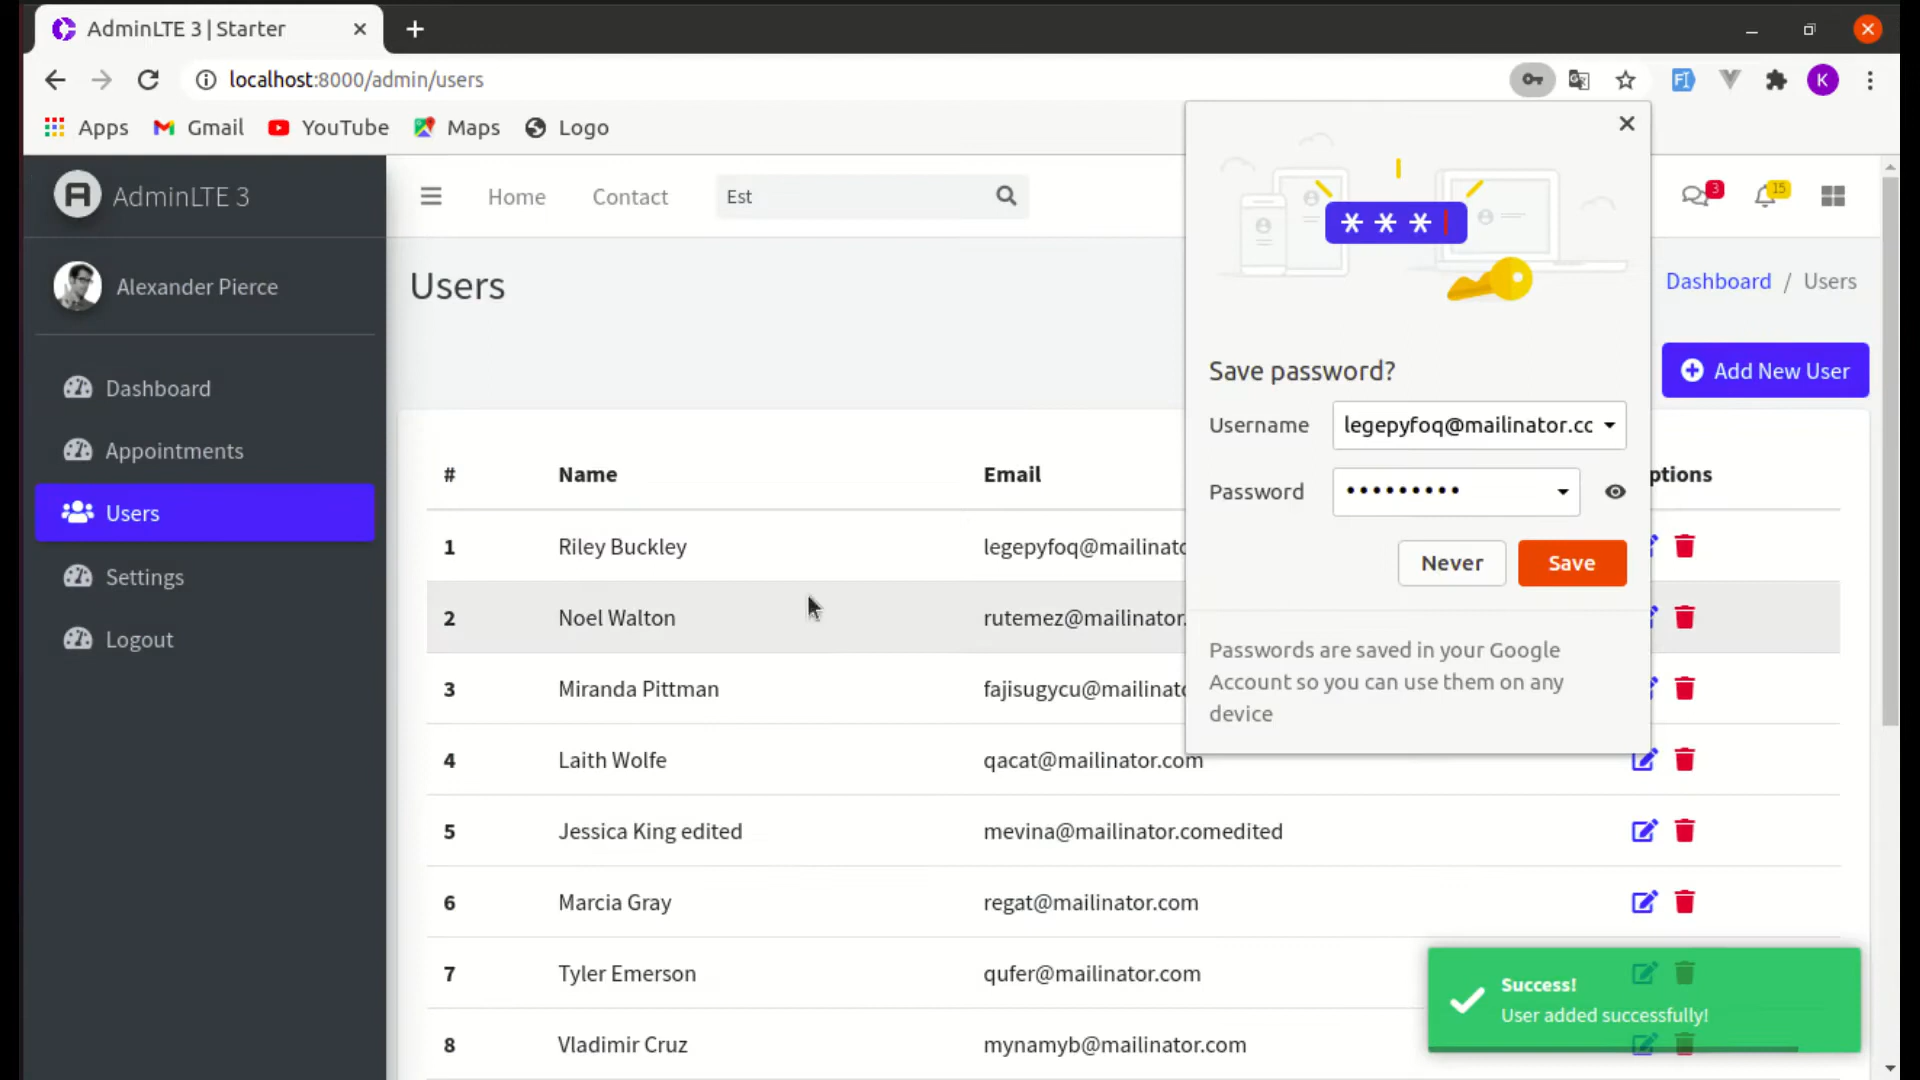 AdminLTE 3 | Starter
localhost:8000/admin/users
K
Apps Gmail YouTube Maps Logo
AdminLTE 3
Home Contact Est
3 15
Alexander Pierce
Users
Dashboard / Users
Dashboard
Appointments
Users
Settings
Logout
Add New User
# Name Email
1 Riley Buckley
2 Noel Walton rutemez@mailinator.
3 Miranda Pittman
4 Laith Wolfe qacat@mailinator.com
5 Jessica King edited mevina@mailinator.comedited
6 Marcia Gray regat@mailinator.com
7 Tyler Emerson qufer@mailinator.com
8 Vladimir Cruz mynamyb@mailinator.com
* * *
Save password?
Username legepyfoq@mailinator.cc
Password •••••••••
Never Save
Passwords are saved in your Google
Account so you can use them on any
device
Success!
User added successfully!